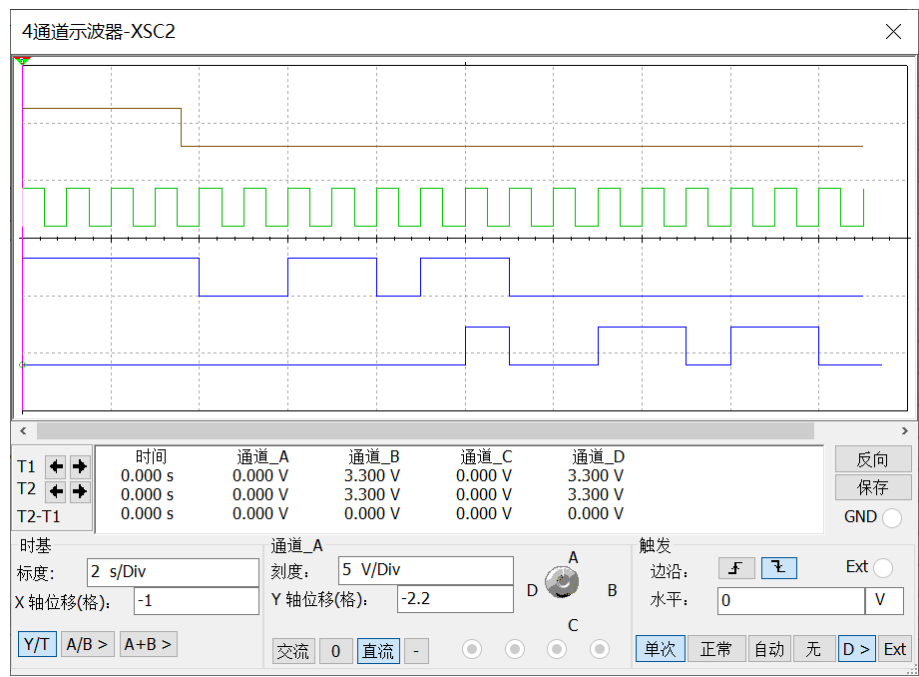 4通道示波器-XSC2
时间 通道_A 通道_B 通道_C 通道_D
T1 0.000 s 0.000 V 3.300 V 0.000 V 3.300 V
T2 0.000 s 0.000 V 3.300 V 0.000 V 3.300 V
T2-T1 0.000 s 0.000 V 0.000 V 0.000 V 0.000 V
反向
保存
GND
时基
标度: 2 s/Div
X 轴位移(格): -1
Y/T A/B > A+B >
通道_A
刻度: 5 V/Div
Y 轴位移(格): -2.2
交流 0 直流 -
A
D B
C
触发
边沿: Ext
水平: 0 V
单次 正常 自动 无 D > Ext